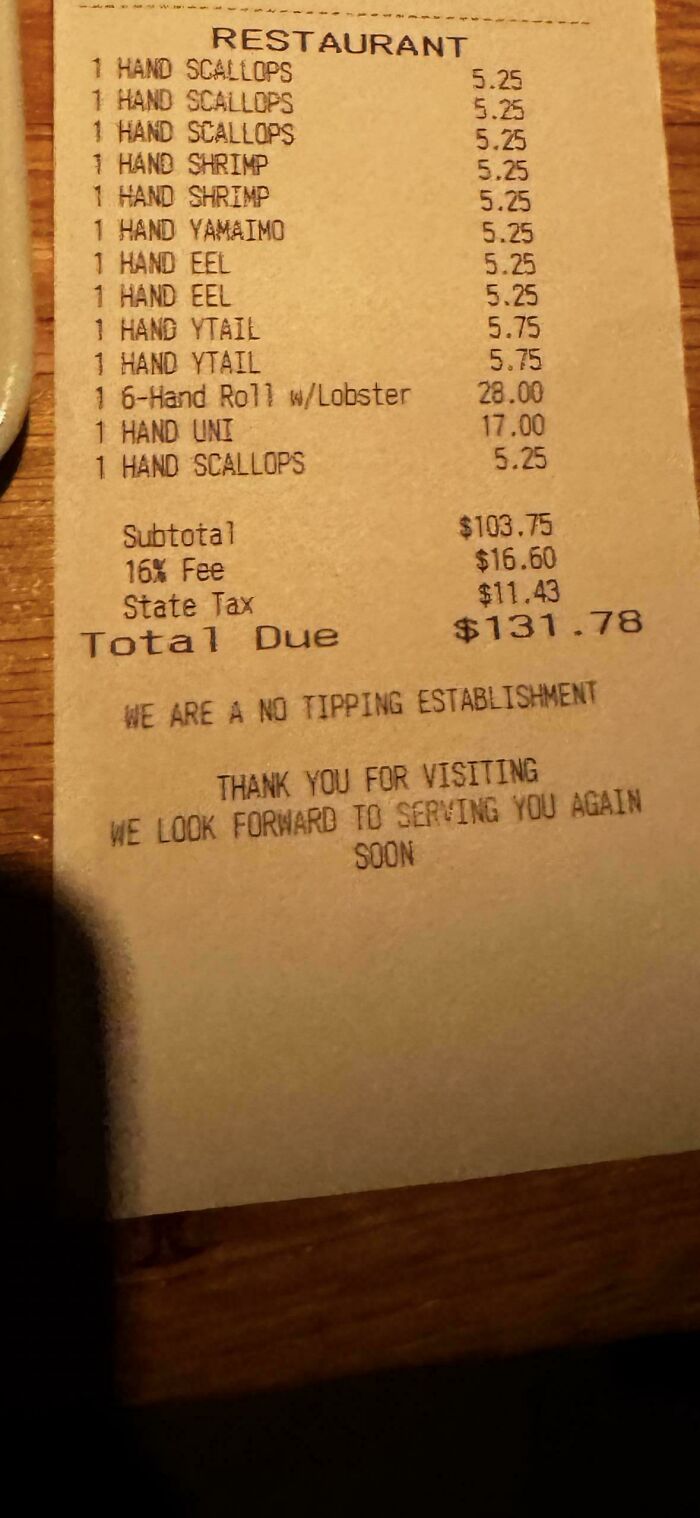 RESTAURANT
1 HAND SCALLOPS 5.25
1 HAND SCALLOPS 5.25
1 HAND SCALLOPS 5.25
1 HAND SHRIMP 5.25
1 HAND SHRIMP 5.25
1 HAND YAMAIMO 5.25
1 HAND EEL 5.25
1 HAND EEL 5.25
1 HAND YTAIL 5.75
1 HAND YTAIL 5.75
1 6-Hand Roll w/Lobster 28.00
1 HAND UNI 17.00
1 HAND SCALLOPS 5.25
Subtotal $103.75
16% Fee $16.60
State Tax $11.43
Total Due $131.78
WE ARE A NO TIPPING ESTABLISHMENT
THANK YOU FOR VISITING
WE LOOK FORWARD TO SERVING YOU AGAIN
SOON